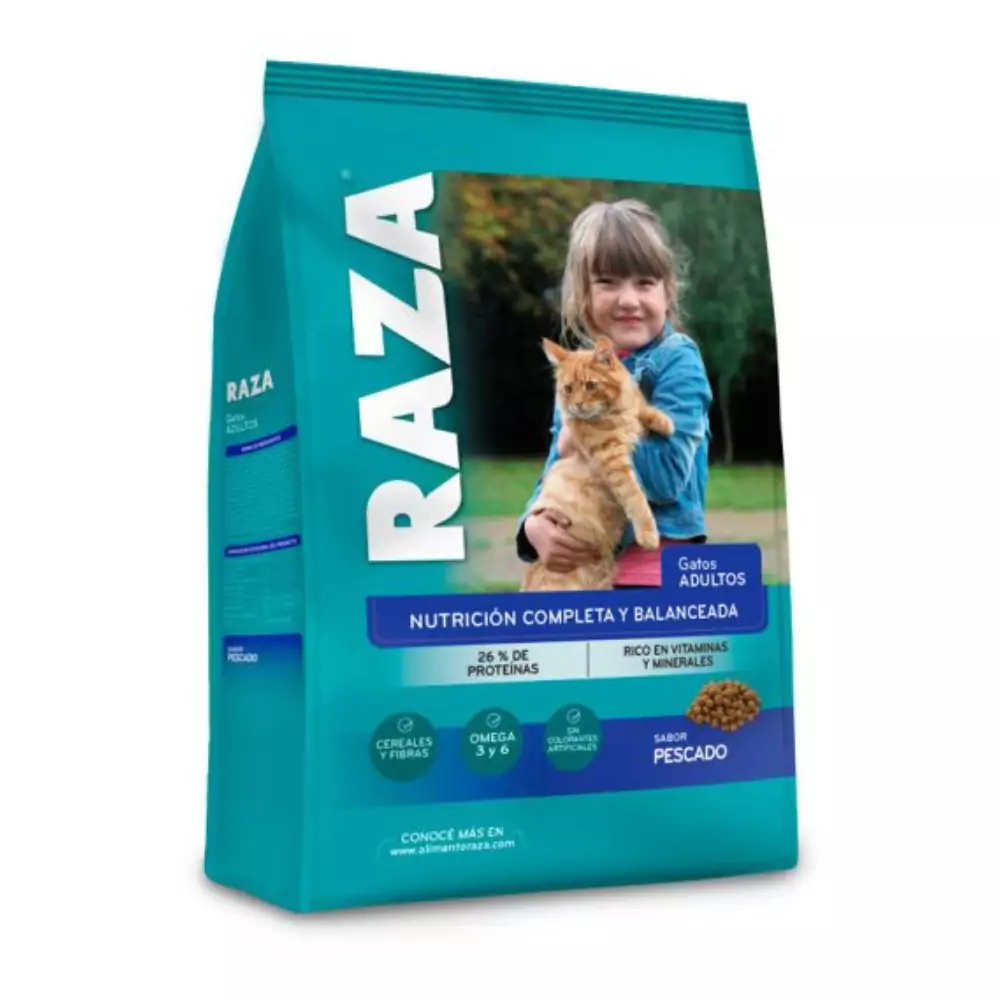 RAZA
®
Gatos
ADULTOS
NUTRICIÓN COMPLETA Y BALANCEADA
26 % DE
PROTEÍNAS
RICO EN VITAMINAS
Y MINERALES
CEREALES
Y FIBRAS
OMEGA
3 y 6
SIN
COLORANTES
ARTIFICIALES
SABOR
PESCADO
CONOCÉ MÁS EN
www.alimentoraza.com
RAZA
Gatos
ADULTOS
SABOR
PESCADO